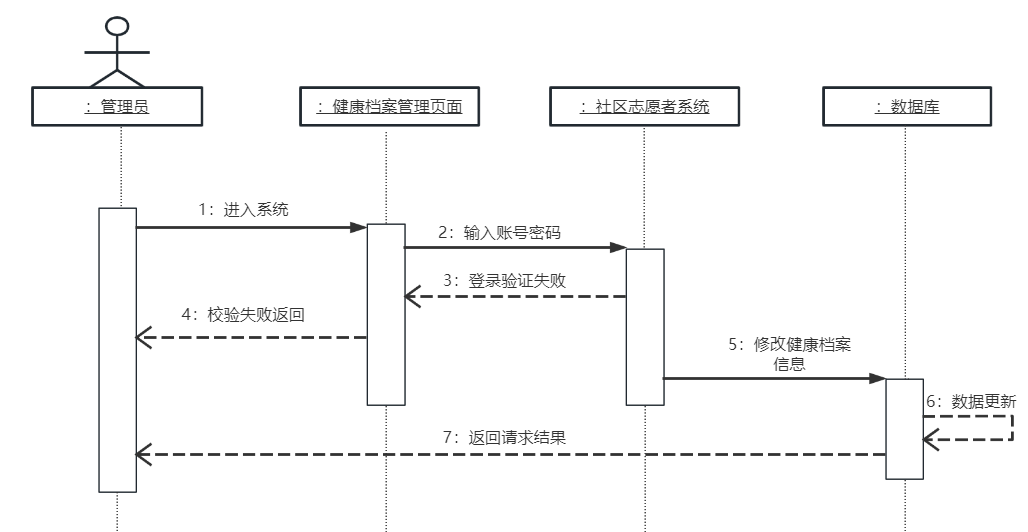 ：管理员
：健康档案管理页面
：社区志愿者系统
：数据库
1：进入系统
2：输入账号密码
3：登录验证失败
4：校验失败返回
5：修改健康档案
信息
6：数据更新
7：返回请求结果